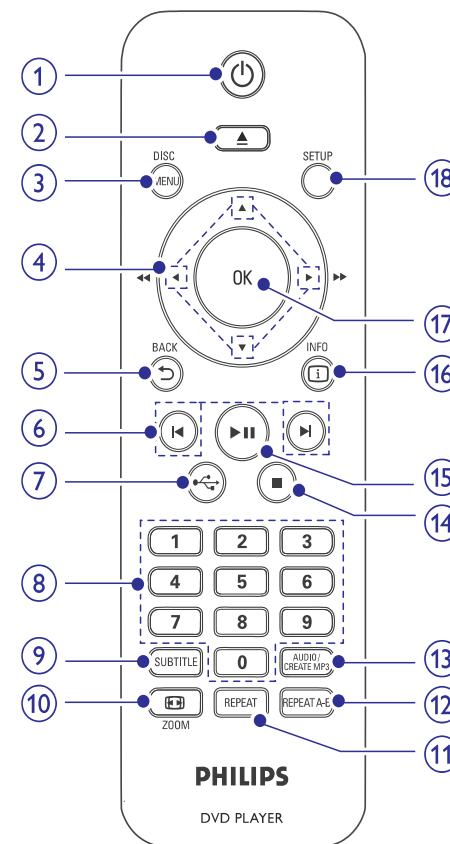 1
2
DISC
SETUP
3
MENU
18
4
OK
17
BACK
INFO
5
i
16
6
7
15
14
1 2 3
4 5 6
8
7 8 9
9
SUBTITLE
0
AUDIO/
CREATE MP3
13
10
REPEAT
REPEAT A-B
12
ZOOM
11
PHILIPS
DVD PLAYER